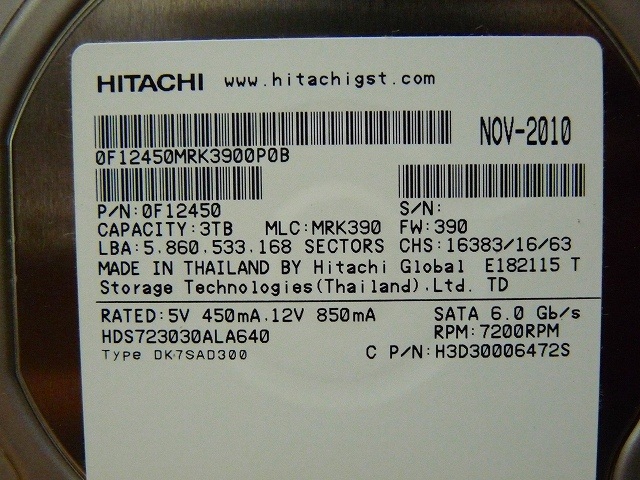 HITACHI www.hitachigst.com
NOV-2010
0F12450MRK3900P0B
P/N:0F12450 S/N:
CAPACITY:3TB MLC:MRK390 FW:390
LBA:5.860.533.168 SECTORS CHS:16383/16/63
MADE IN THAILAND BY Hitachi Global E182115 T
Storage Technologies(Thailand).Ltd. TD
RATED:5V 450mA.12V 850mA SATA 6.0 Gb/s
HDS723030ALA640 RPM:7200RPM
Type DK7SAD300 C P/N:H3D30006472S